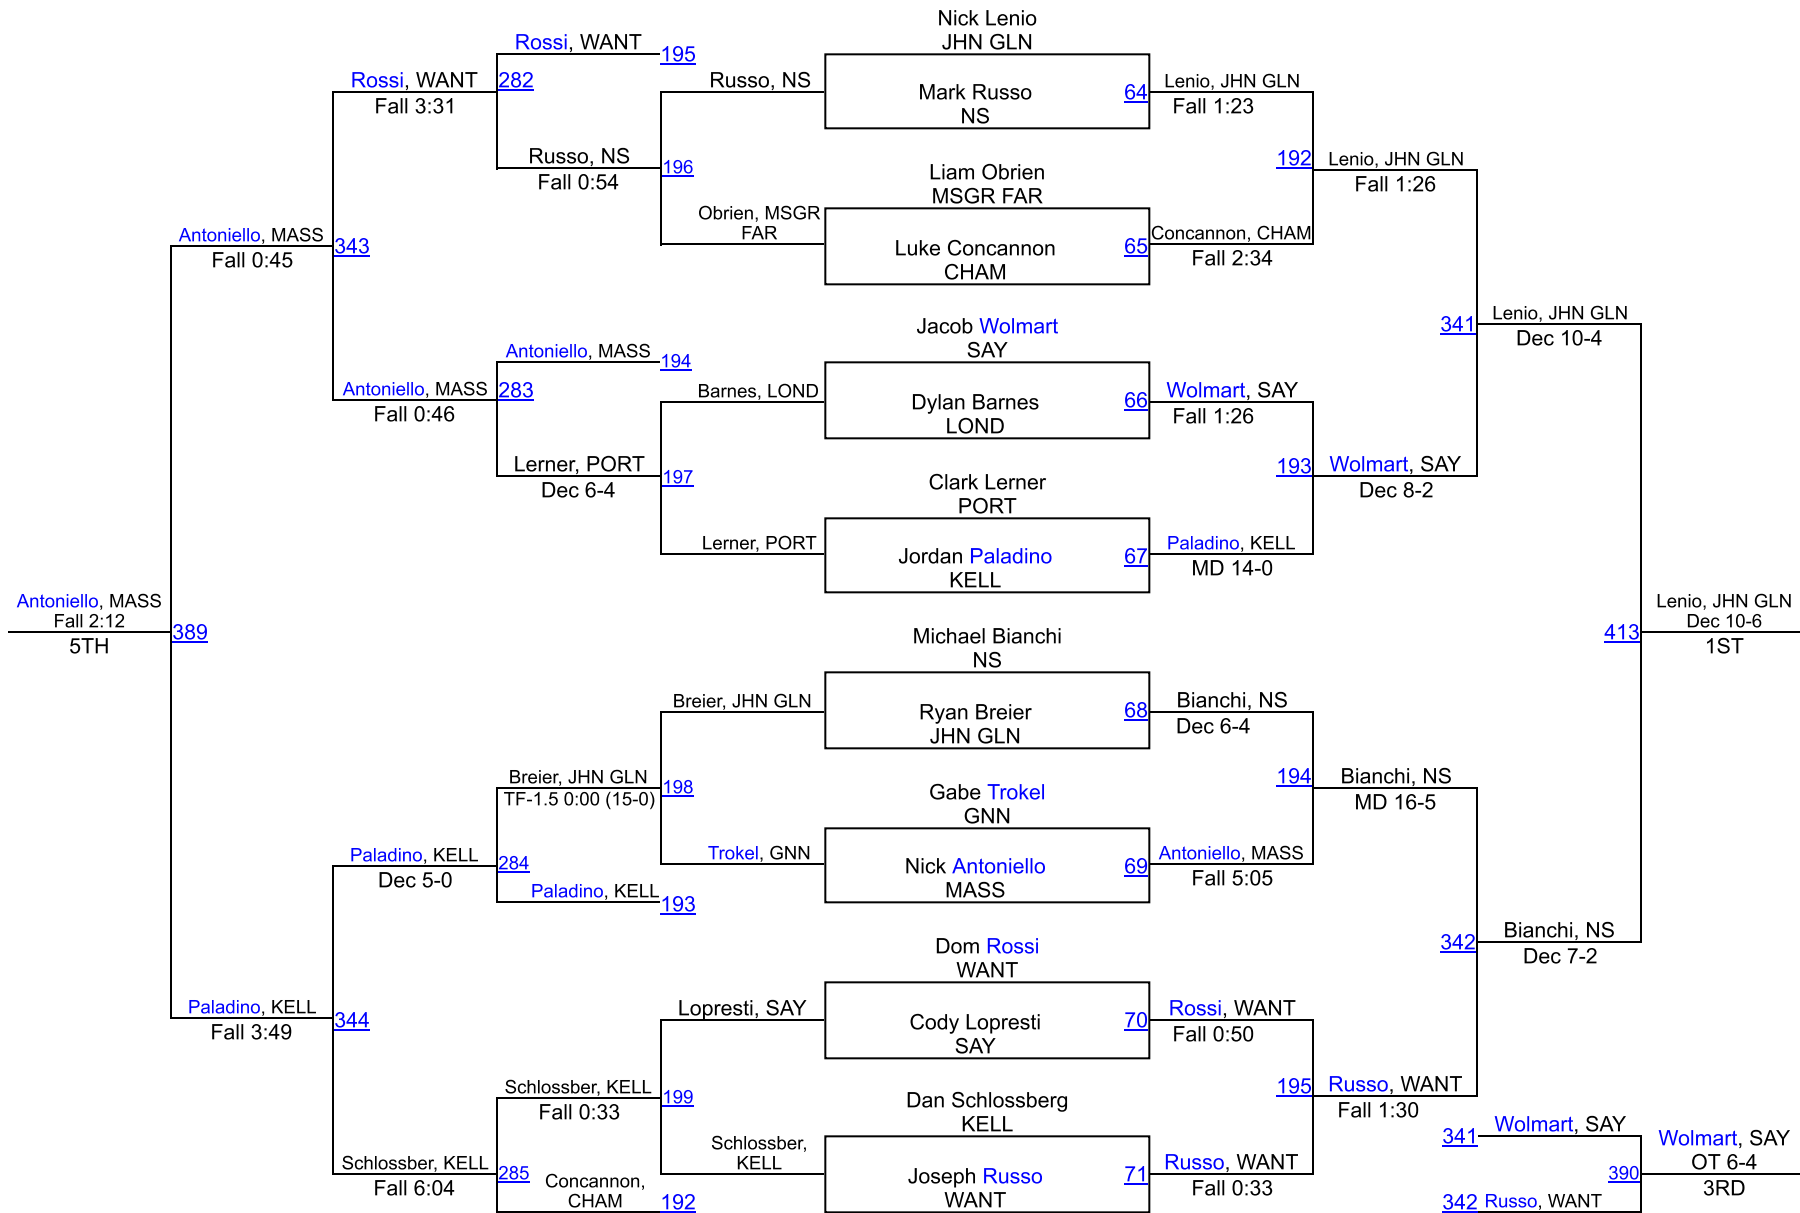 Nick Lenio
JHN GLN
Rossi, WANT
195
Rossi, WANT
282
Fall 3:31
Russo, NS
Mark Russo
NS
64
Lenio, JHN GLN
Fall 1:23
Russo, NS
Fall 0:54
196
Liam Obrien
MSGR FAR
192
Lenio, JHN GLN
Fall 1:26
Obrien, MSGR
FAR
Luke Concannon
CHAM
65
Concannon, CHAM
Fall 2:34
Antoniello, MASS
Fall 0:45
343
Jacob Wolmart
SAY
341
Lenio, JHN GLN
Dec 10-4
Antoniello, MASS
194
Antoniello, MASS
283
Fall 0:46
Barnes, LOND
Dylan Barnes
LOND
66
Wolmart, SAY
Fall 1:26
Lerner, PORT
Dec 6-4
197
Clark Lerner
PORT
193
Wolmart, SAY
Dec 8-2
Lerner, PORT
Jordan Paladino
KELL
67
Paladino, KELL
MD 14-0
Antoniello, MASS
Fall 2:12
5TH
389
Michael Bianchi
NS
413
Lenio, JHN GLN
Dec 10-6
1ST
Breier, JHN GLN
Ryan Breier
JHN GLN
68
Bianchi, NS
Dec 6-4
Breier, JHN GLN
TF-1.5 0:00 (15-0)
198
Gabe Trokel
GNN
194
Bianchi, NS
MD 16-5
Paladino, KELL
Dec 5-0
284
Trokel, GNN
Nick Antoniello
MASS
69
Antoniello, MASS
Fall 5:05
Paladino, KELL
193
Dom Rossi
WANT
342
Bianchi, NS
Dec 7-2
Paladino, KELL
Fall 3:49
344
Lopresti, SAY
Cody Lopresti
SAY
70
Rossi, WANT
Fall 0:50
Schlossber, KELL
Fall 0:33
199
Dan Schlossberg
KELL
195
Russo, WANT
Fall 1:30
Schlossber, KELL
Fall 6:04
285
Schlossber,
KELL
Joseph Russo
WANT
71
Russo, WANT
Fall 0:33
Concannon,
CHAM
192
341
Wolmart, SAY
390
Wolmart, SAY
OT 6-4
3RD
342
Russo, WANT